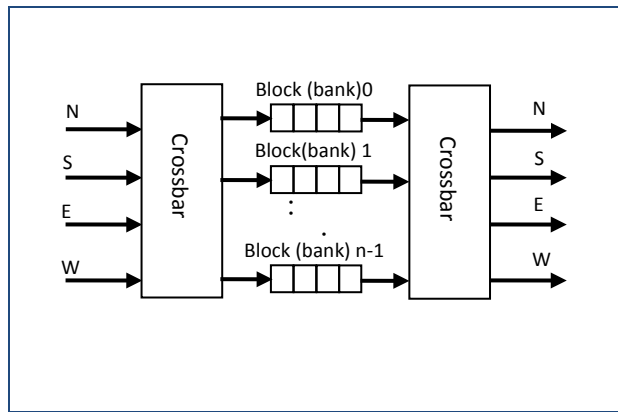 Block (bank)0
N
N
Crossbar
Crossbar
Block(bank) 1
S
S
E
E
Block (bank) n-1
W
W